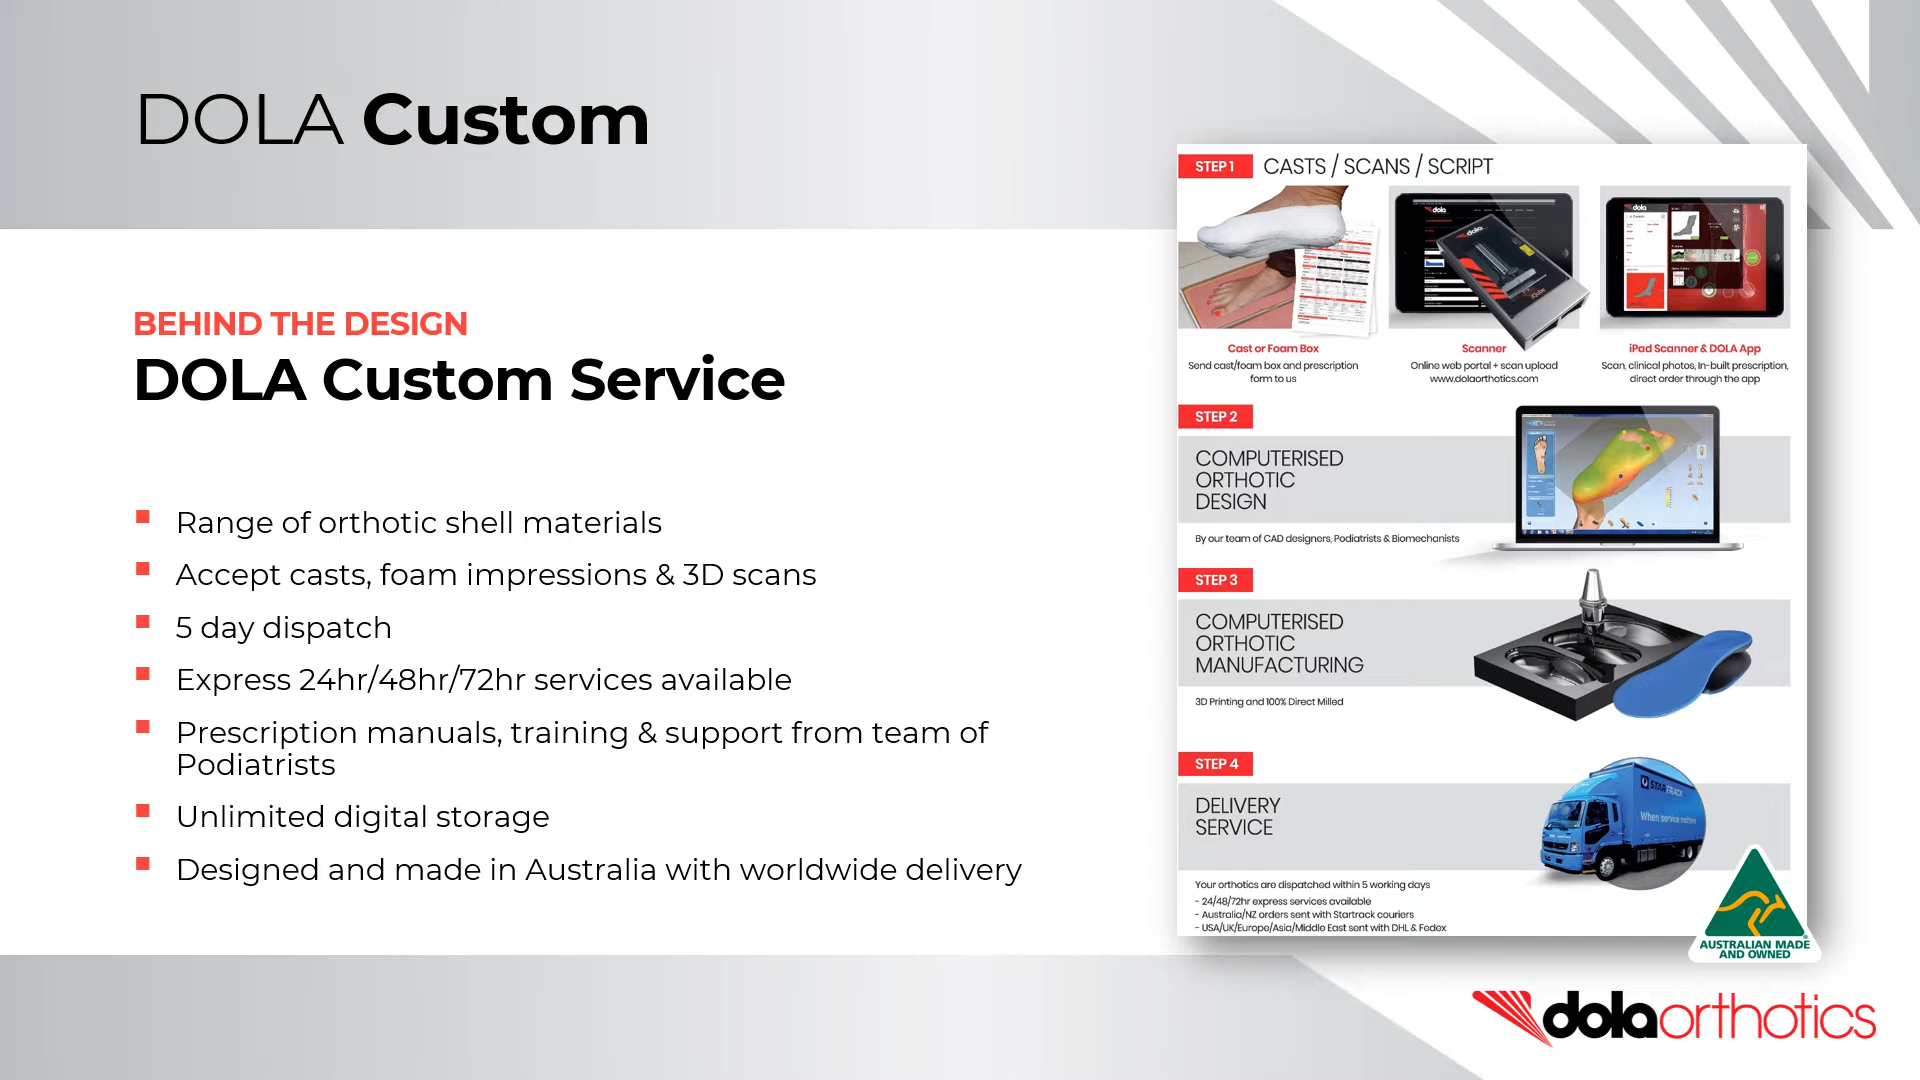 DOLA Custom
BEHIND THE DESIGN
DOLA Custom Service
Range of orthotic shell materials
Accept casts, foam impressions & 3D scans
5 day dispatch
Express 24hr/48hr/72hr services available
Prescription manuals, training & support from team of
Podiatrists
Unlimited digital storage
Designed and made in Australia with worldwide delivery
STEP 1 CASTS / SCANS / SCRIPT
dola
dola
dola
Cast or Foam Box
Send cast/foam box and prescription
form to us
Scanner
Online web portal + scan upload
www.dolaorthotics.com
iPad Scanner & DOLA App
Scan, clinical photos, In-built prescription,
direct order through the app
STEP 2
COMPUTERISED
ORTHOTIC
DESIGN
By our team of CAD designers, Podiatrists & Biomechanists
STEP 3
COMPUTERISED
ORTHOTIC
MANUFACTURING
3D Printing and 100% Direct Milled
STEP 4
DELIVERY
SERVICE
STARTRACK
When service matters
Your orthotics are dispatched within 5 working days
- 24/48/72hr express services available
- Australia/NZ orders sent with Startrack couriers
- USA/UK/Europe/Asia/Middle East sent with DHL & Fedex
AUSTRALIAN MADE
AND OWNED
dolaorthotics